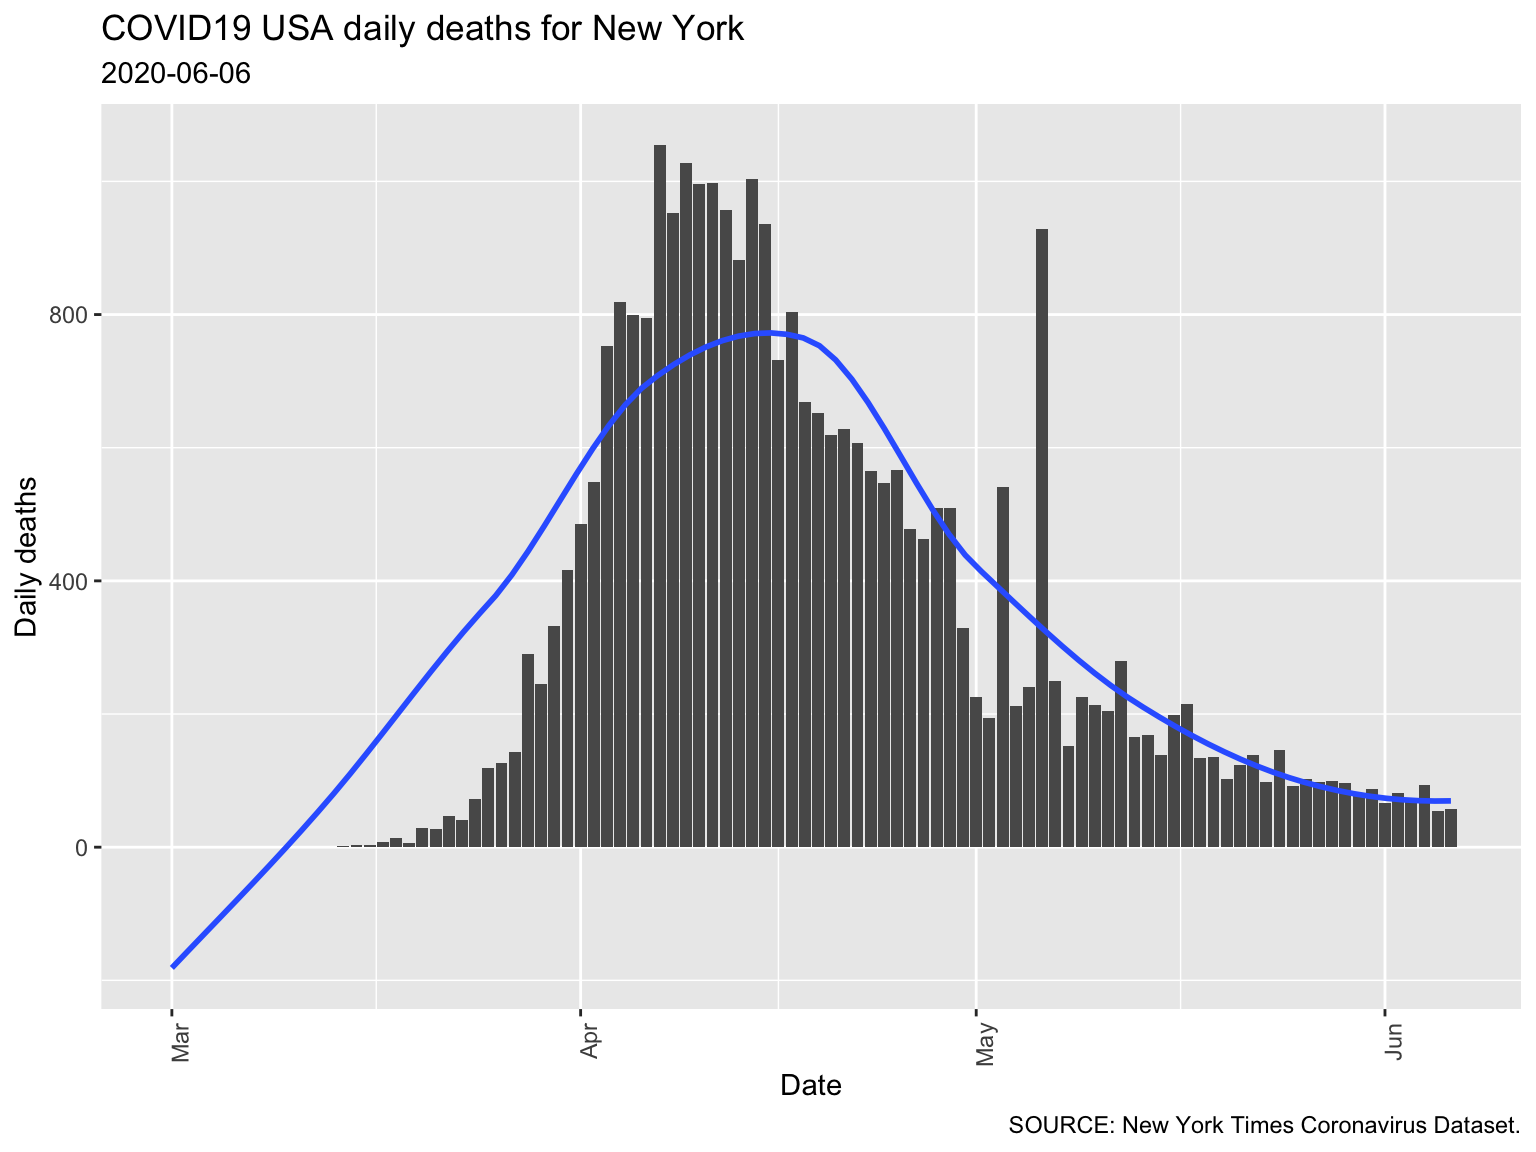 COVID19 USA daily deaths for New York
2020-06-06
Daily deaths
800
400
0
Mar
Apr
May
Jun
Date
SOURCE: New York Times Coronavirus Dataset.